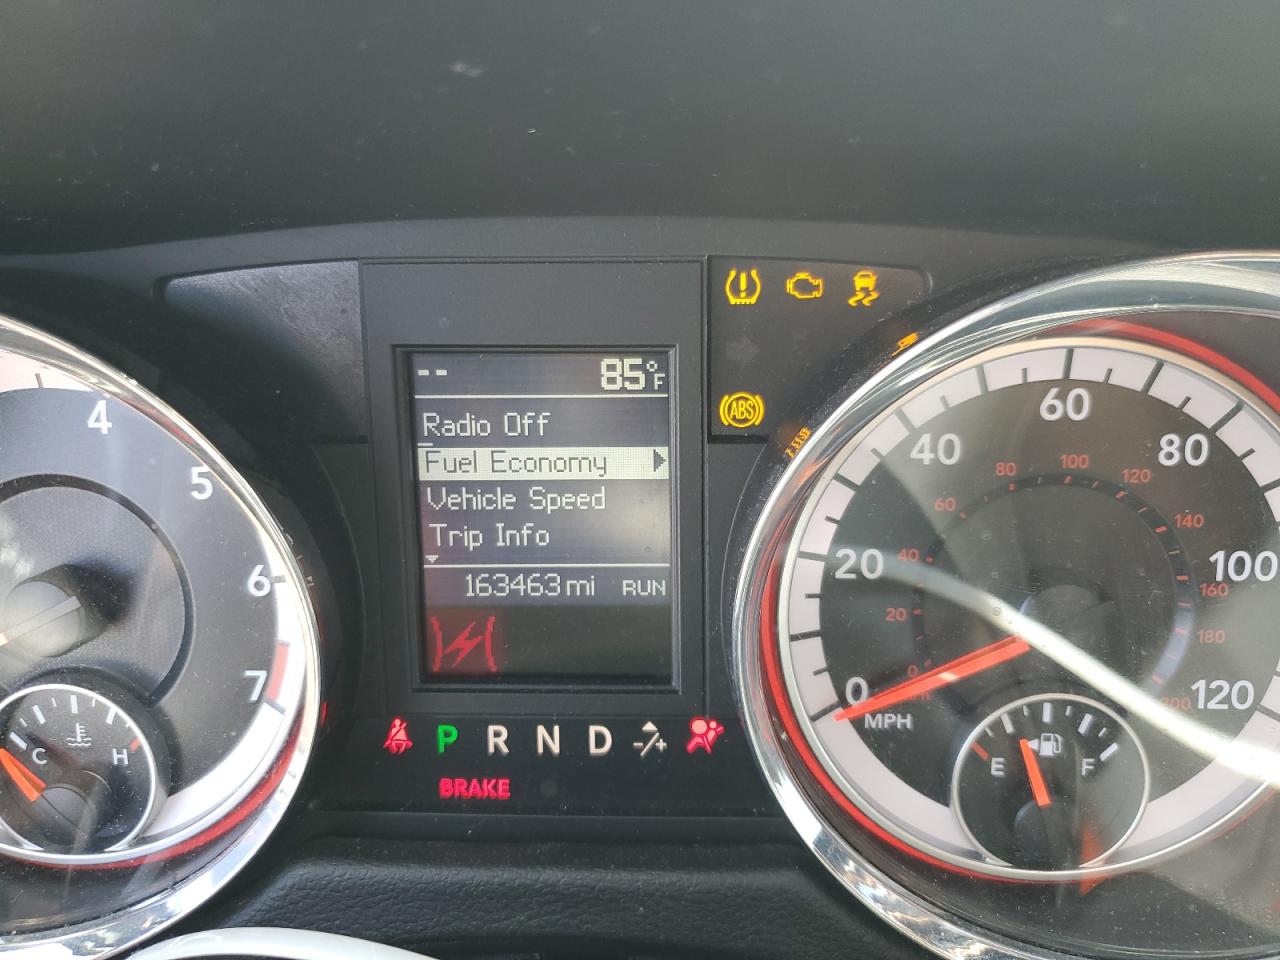 -- 85°F
Radio Off
Fuel Economy
Vehicle Speed
Trip Info
163463 mi RUN
P R N D -/+
BRAKE
ABS
4
5
6
7
C H
0
20
40
60
80
100
120
MPH
0
20
40
60
80
100
120
140
160
180
200
E F